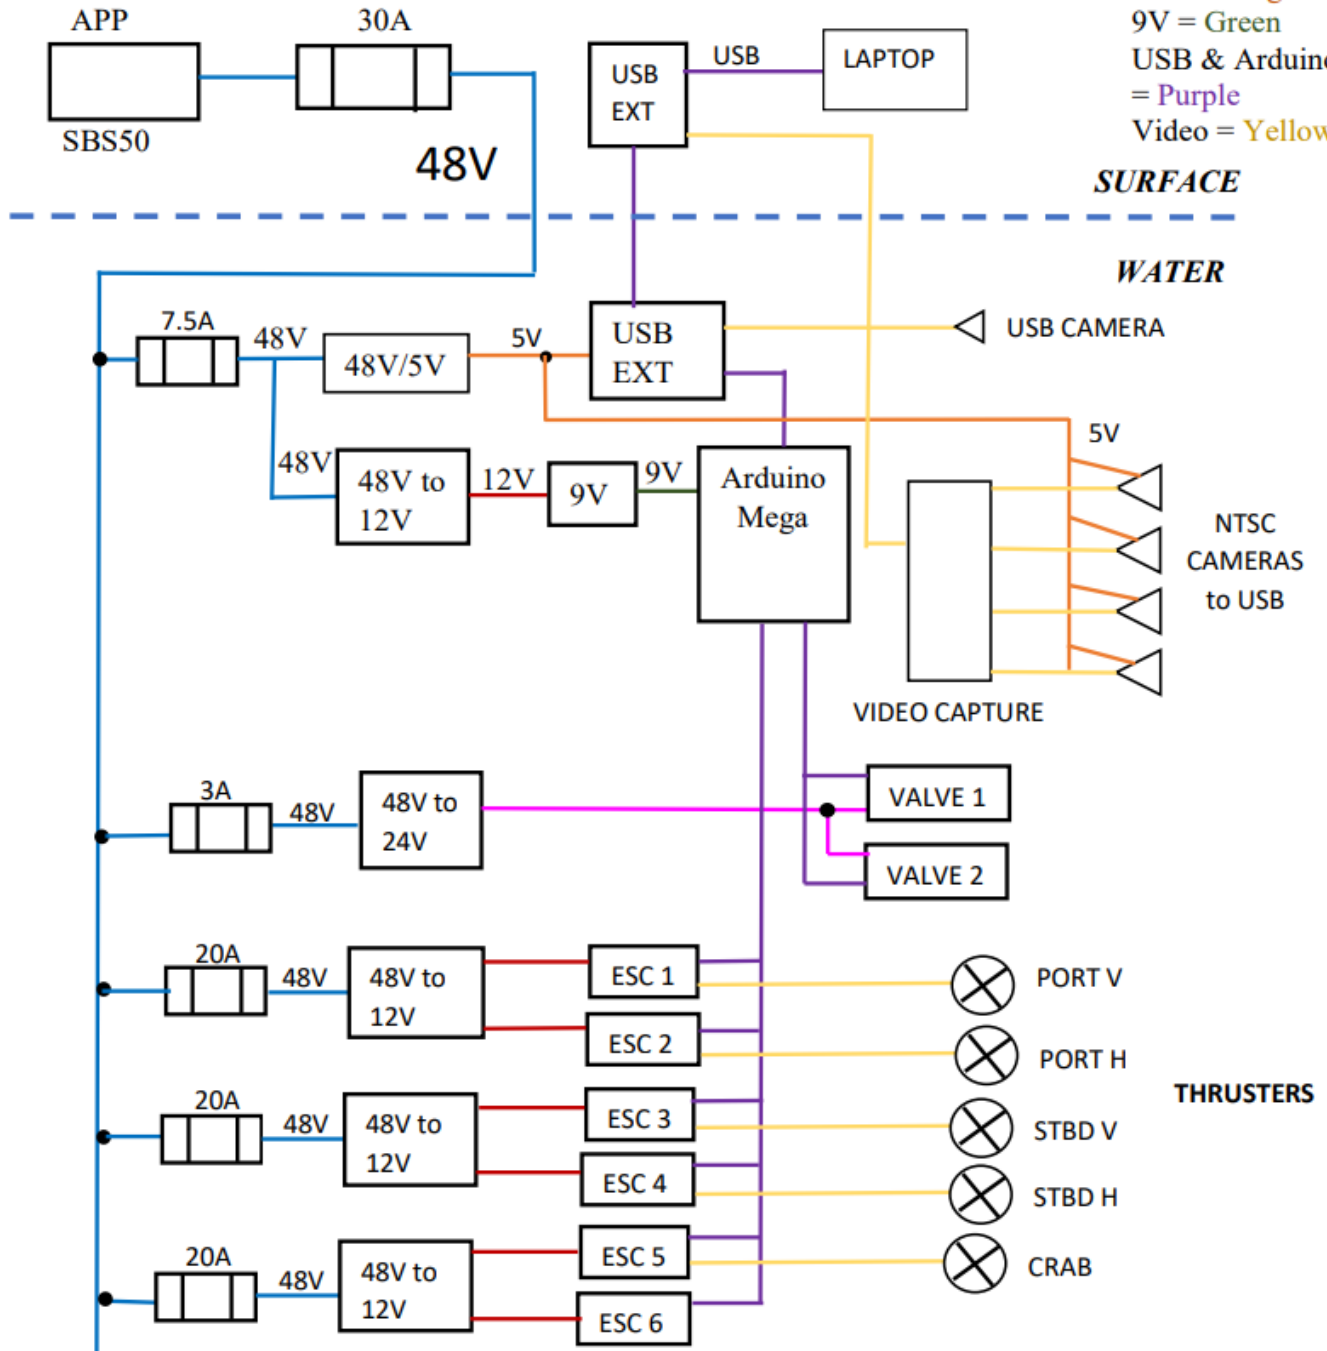 APP
30A
SBS50
48V
USB
EXT
USB
LAPTOP
9V = Green
USB & Arduino
= Purple
Video = Yellow
SURFACE
WATER
7.5A
48V
48V/5V
5V
USB
EXT
USB CAMERA
48V
48V to
12V
12V
9V
9V
Arduino
Mega
5V
NTSC
CAMERAS
to USB
VIDEO CAPTURE
3A
48V
48V to
24V
VALVE 1
VALVE 2
20A
48V
48V to
12V
ESC 1
ESC 2
PORT V
PORT H
THRUSTERS
20A
48V
48V to
12V
ESC 3
ESC 4
STBD V
STBD H
20A
48V
48V to
12V
ESC 5
ESC 6
CRAB